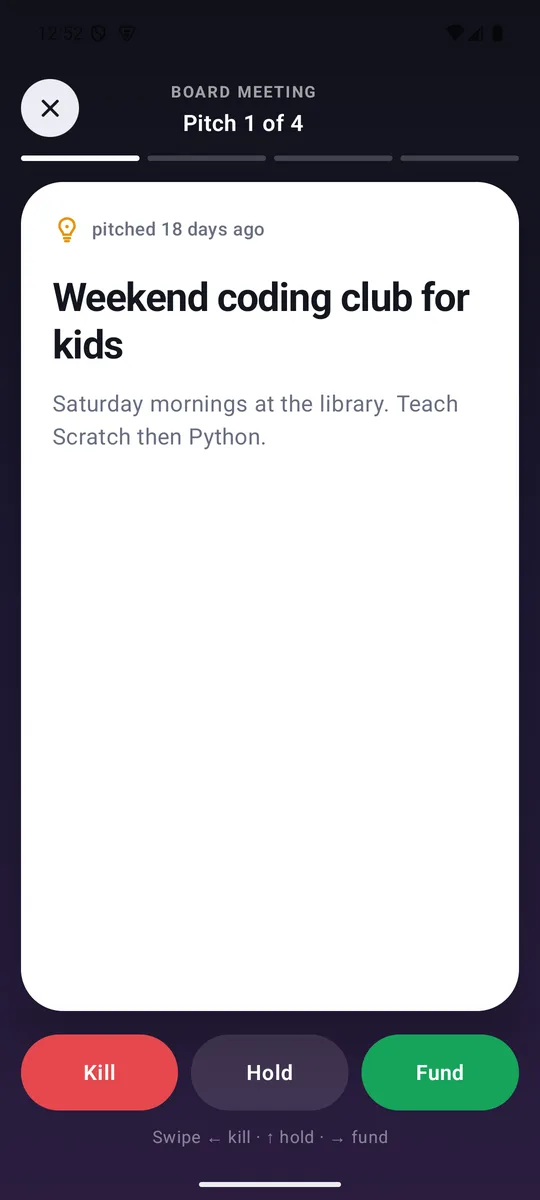 12:52
BOARD MEETING
Pitch 1 of 4
pitched 18 days ago
Weekend coding club for
kids
Saturday mornings at the library. Teach
Scratch then Python.
Kill
Hold
Fund
Swipe ← kill · ↑ hold · → fund